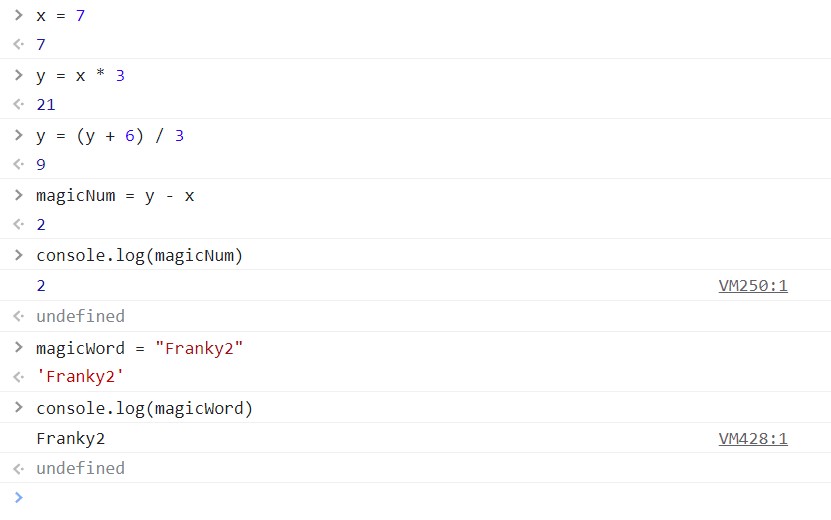 > x = 7
<· 7
> y = x * 3
<· 21
> y = (y + 6) / 3
<· 9
> magicNum = y - x
<· 2
> console.log(magicNum)
2 VM250:1
<· undefined
> magicWord = "Franky2"
<· 'Franky2'
> console.log(magicWord)
Franky2 VM428:1
<· undefined
>